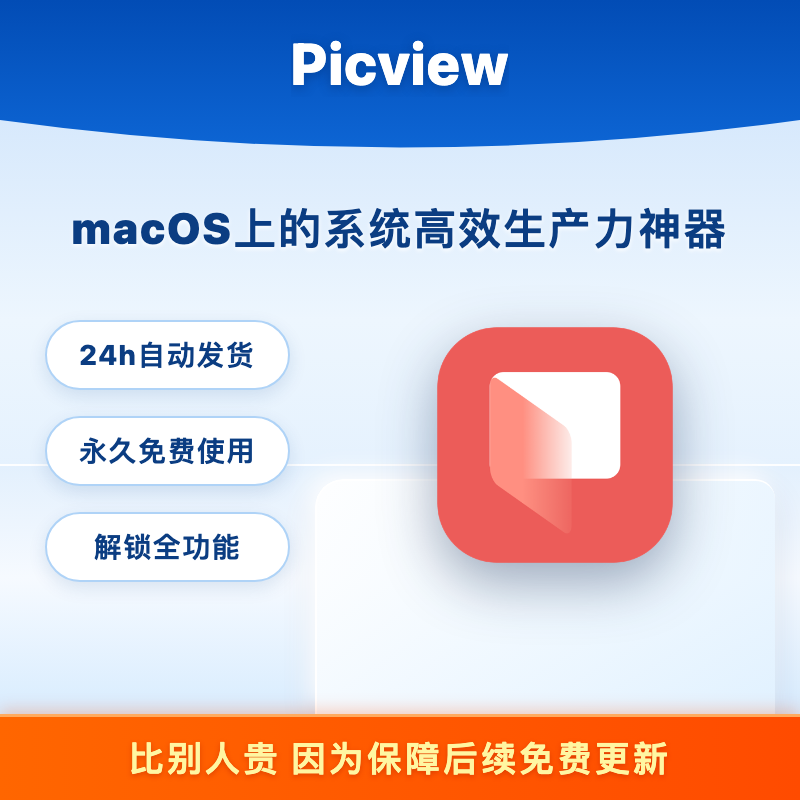 Picview
macOS上的系统高效生产力神器
24h自动发货
永久免费使用
解锁全功能
比别人贵 因为保障后续免费更新